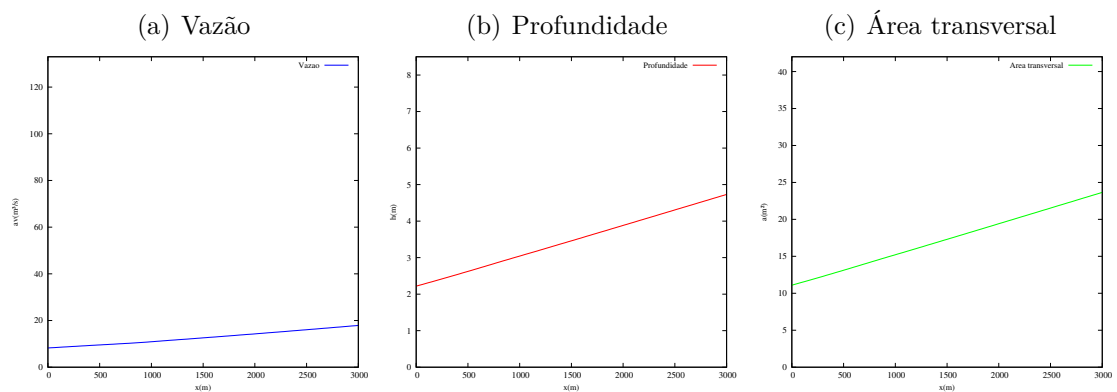 (a) Vazão
(b) Profundidade
(c) Área transversal
Vazao
av(m³/s)
120
100
80
60
40
20
0
0 500 1000 1500 2000 2500 3000
x(m)
Profundidade
h(m)
8
7
6
5
4
3
2
1
0
0 500 1000 1500 2000 2500 3000
x(m)
Area transversal
a(m²)
40
35
30
25
20
15
10
5
0
0 500 1000 1500 2000 2500 3000
x(m)